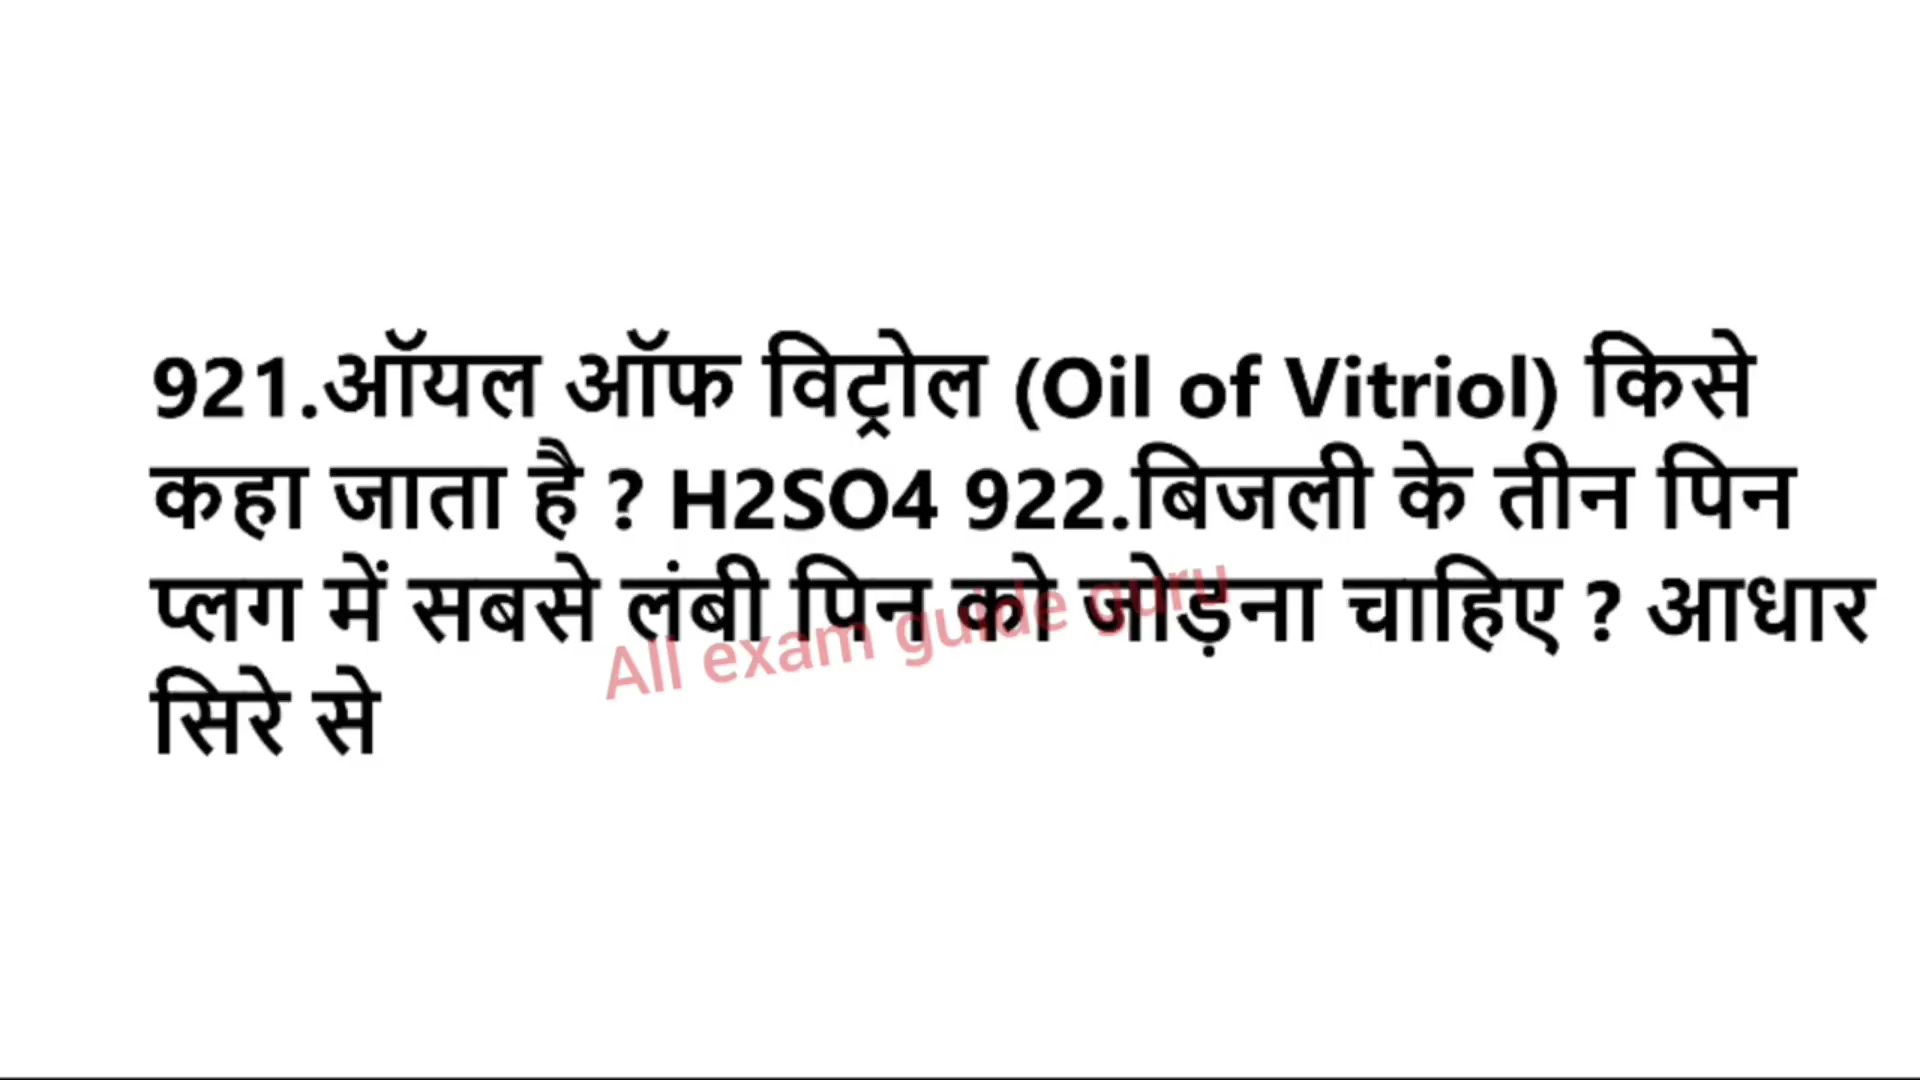 921.ऑयल ऑफ विट्रोल (Oil of Vitriol) किसे
कहा जाता है ? H2SO4 922.बिजली के तीन पिन
प्लग में सबसे लंबी पिन को जोड़ना चाहिए ? आधार
सिरे से
All exam guide guru